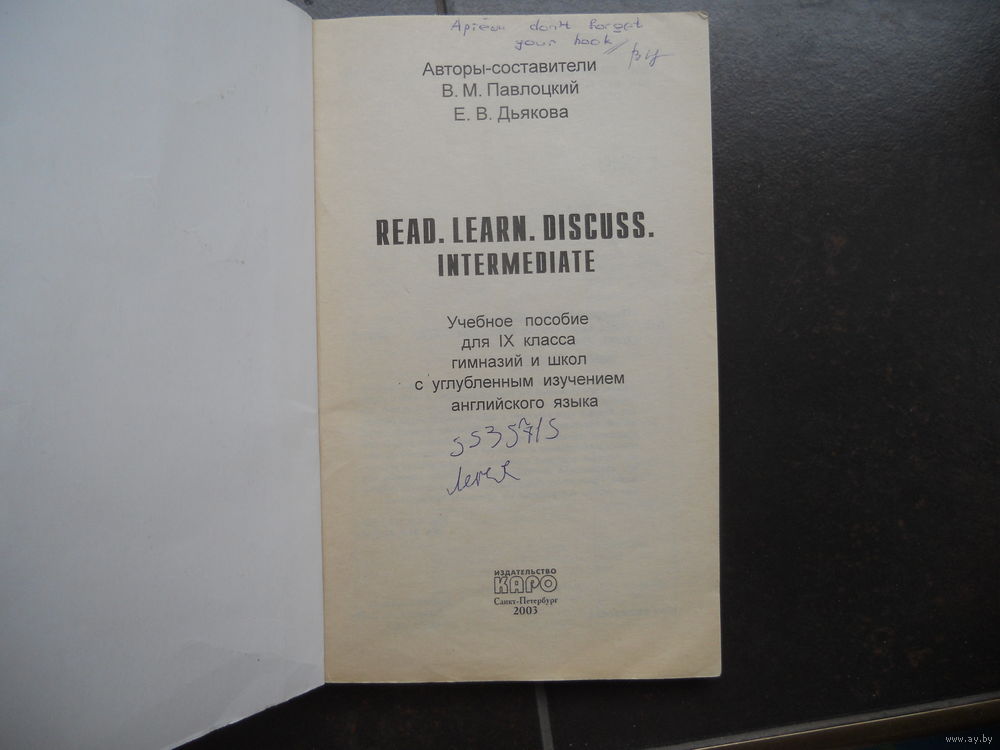 Артём don't forget
your book
Авторы-составители
В. М. Павлоцкий
Е. В. Дьякова
READ. LEARN. DISCUSS.
INTERMEDIATE
Учебное пособие
для IX класса
гимназий и школ
с углубленным изучением
английского языка
ИЗДАТЕЛЬСТВО
КАРО
Санкт-Петербург
2003
www.ay.by